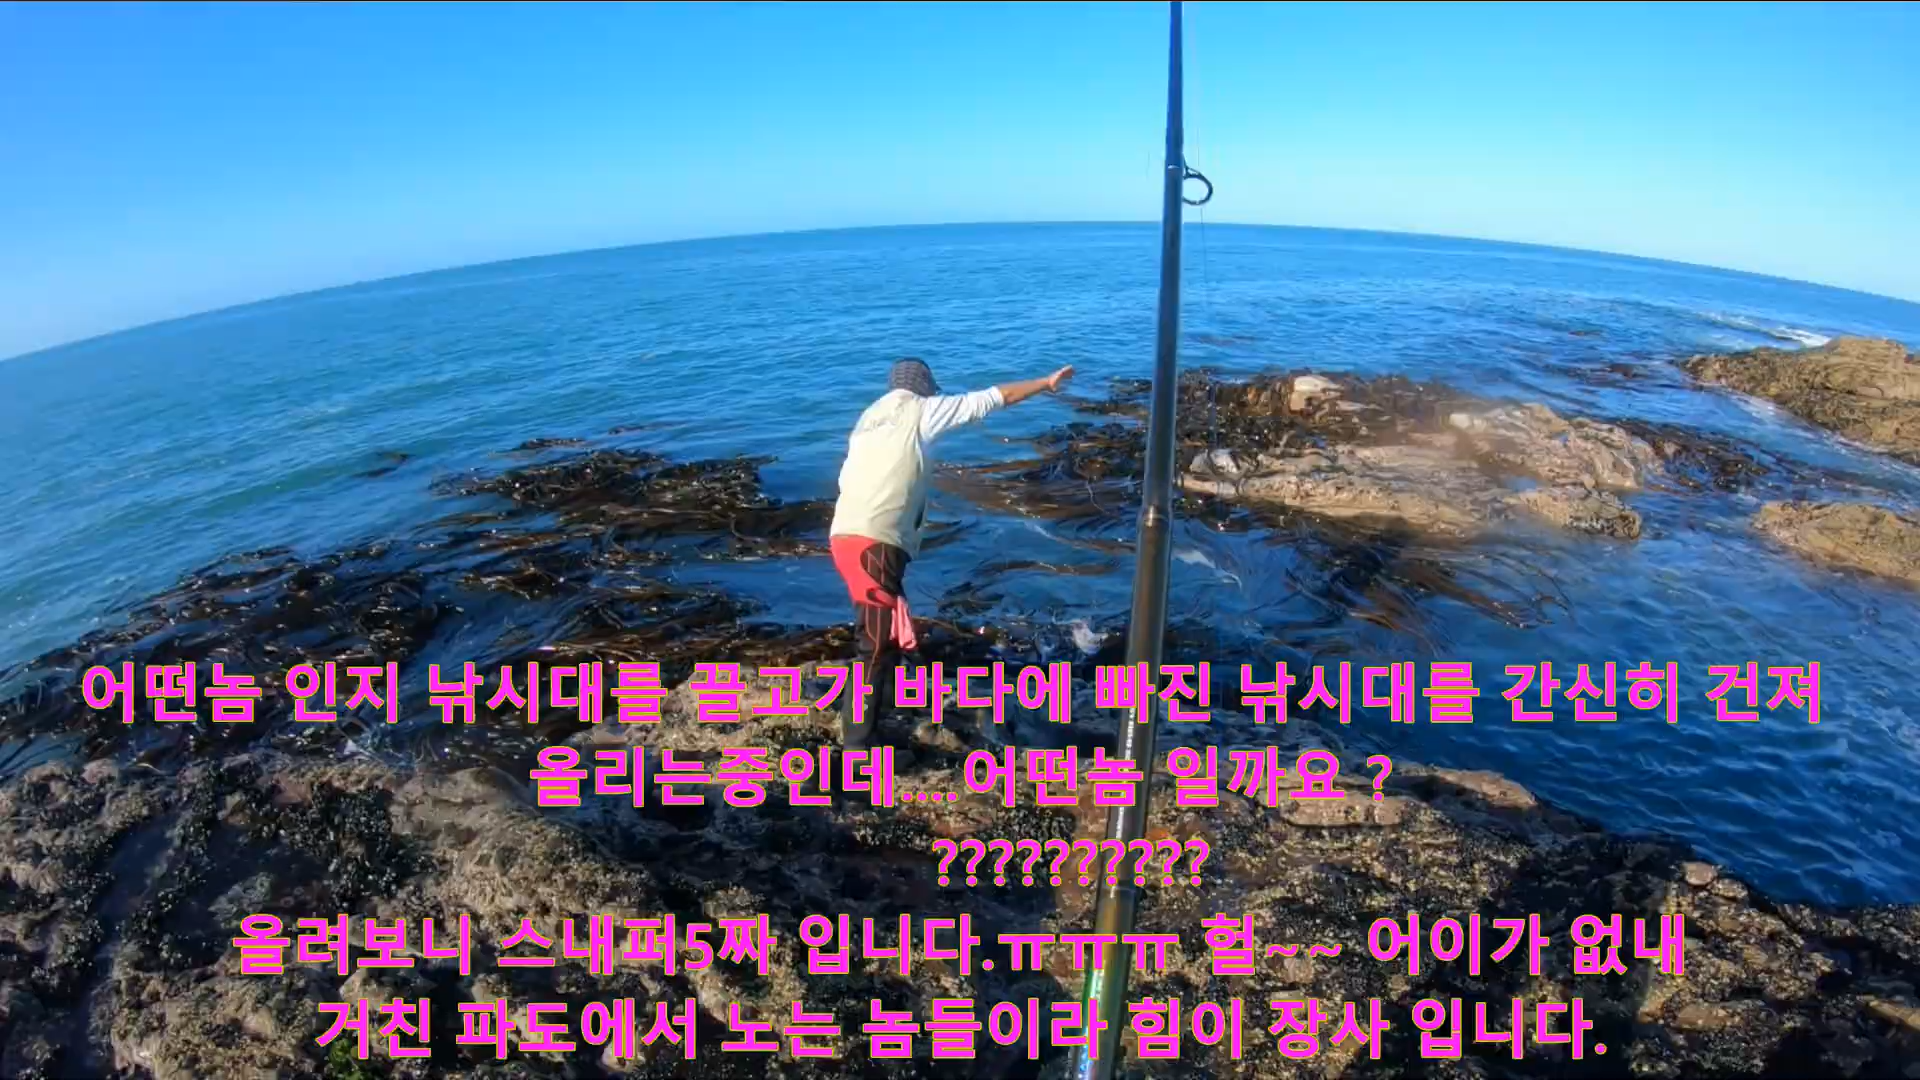 어떤놈 인지 낚시대를 끌고가 바다에 빠진 낚시대를 간신히 건져
올리는중인데....어떤놈 일까요 ?
??????????
올려보니 스내퍼5짜 입니다.ㅠㅠㅠ 헐~~ 어이가 없내
거친 파도에서 노는 놈들이라 힘이 장사 입니다.